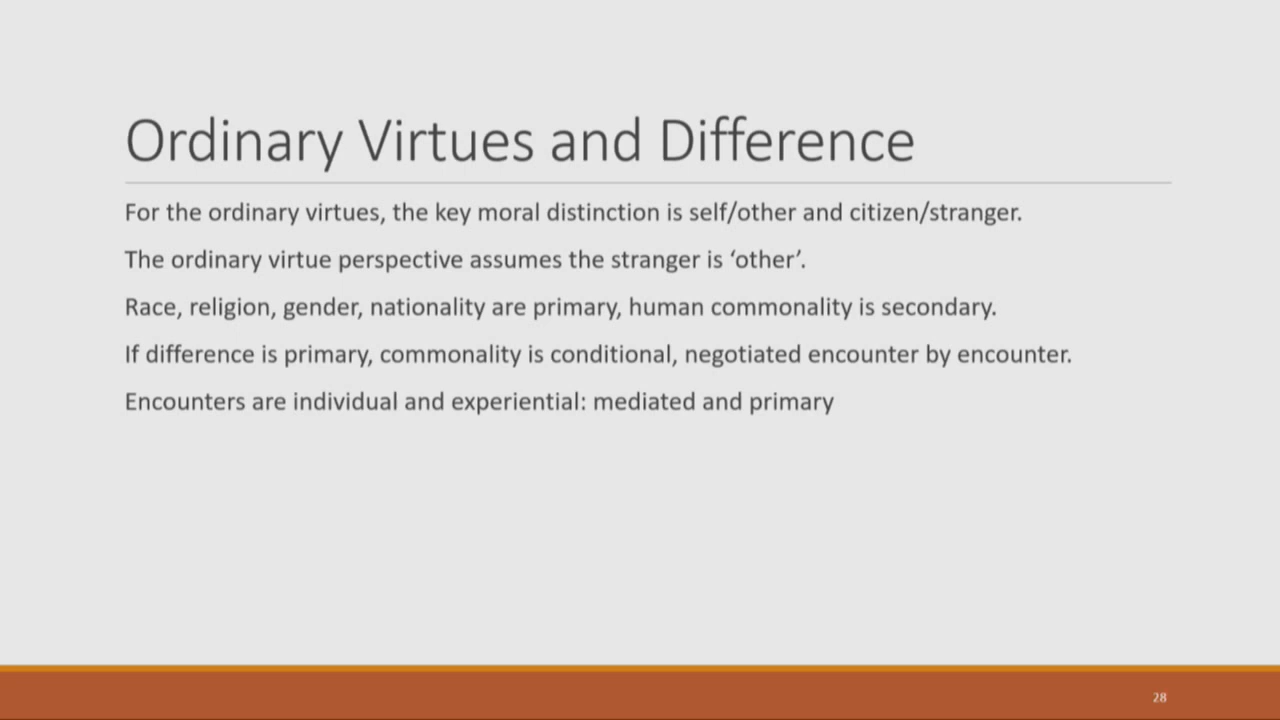 Ordinary Virtues and Difference
For the ordinary virtues, the key moral distinction is self/other and citizen/stranger.
The ordinary virtue perspective assumes the stranger is ‘other’.
Race, religion, gender, nationality are primary, human commonality is secondary.
If difference is primary, commonality is conditional, negotiated encounter by encounter.
Encounters are individual and experiential: mediated and primary
28